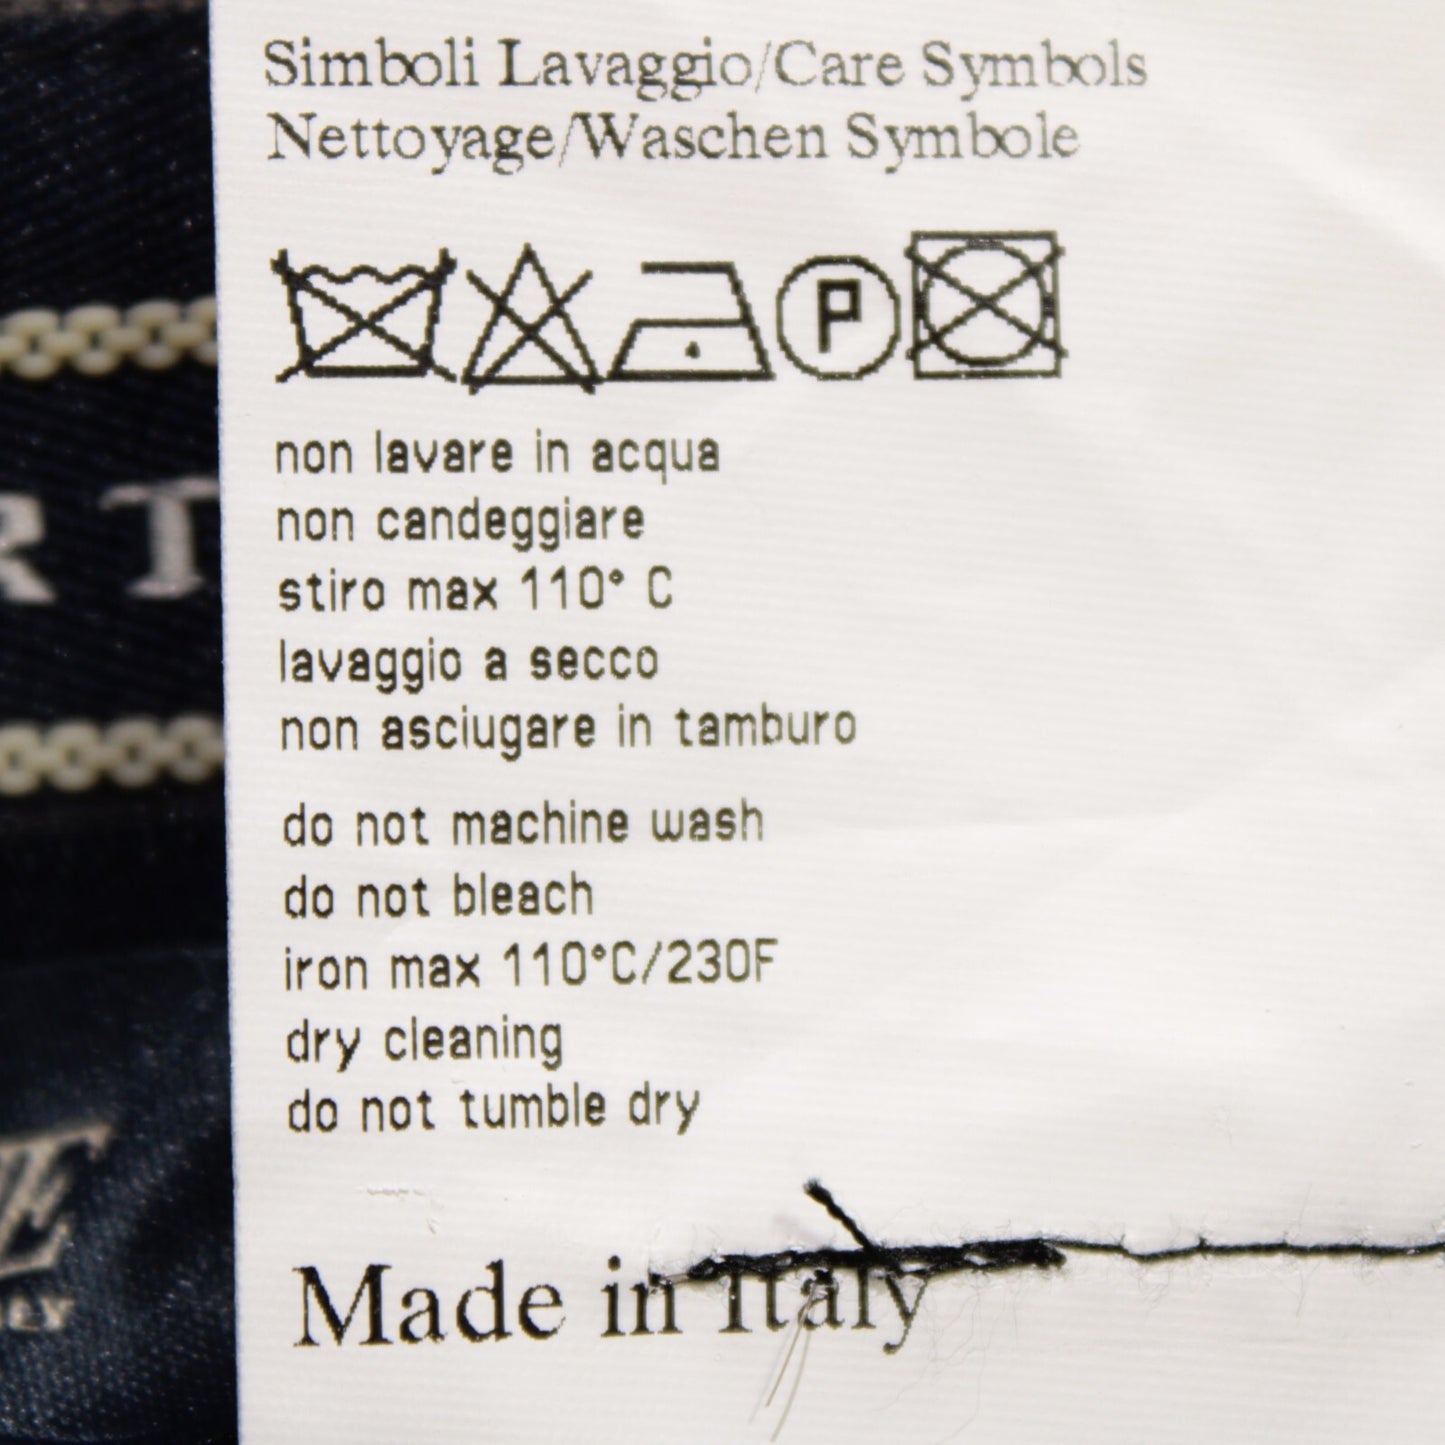 Simboli Lavaggio/Care Symbols
Nettoyage/Waschen Symbole
P
non lavare in acqua
non candeggiare
stiro max 110° C
lavaggio a secco
non asciugare in tamburo
do not machine wash
do not bleach
iron max 110°C/230F
dry cleaning
do not tumble dry
Made in Italy
RT